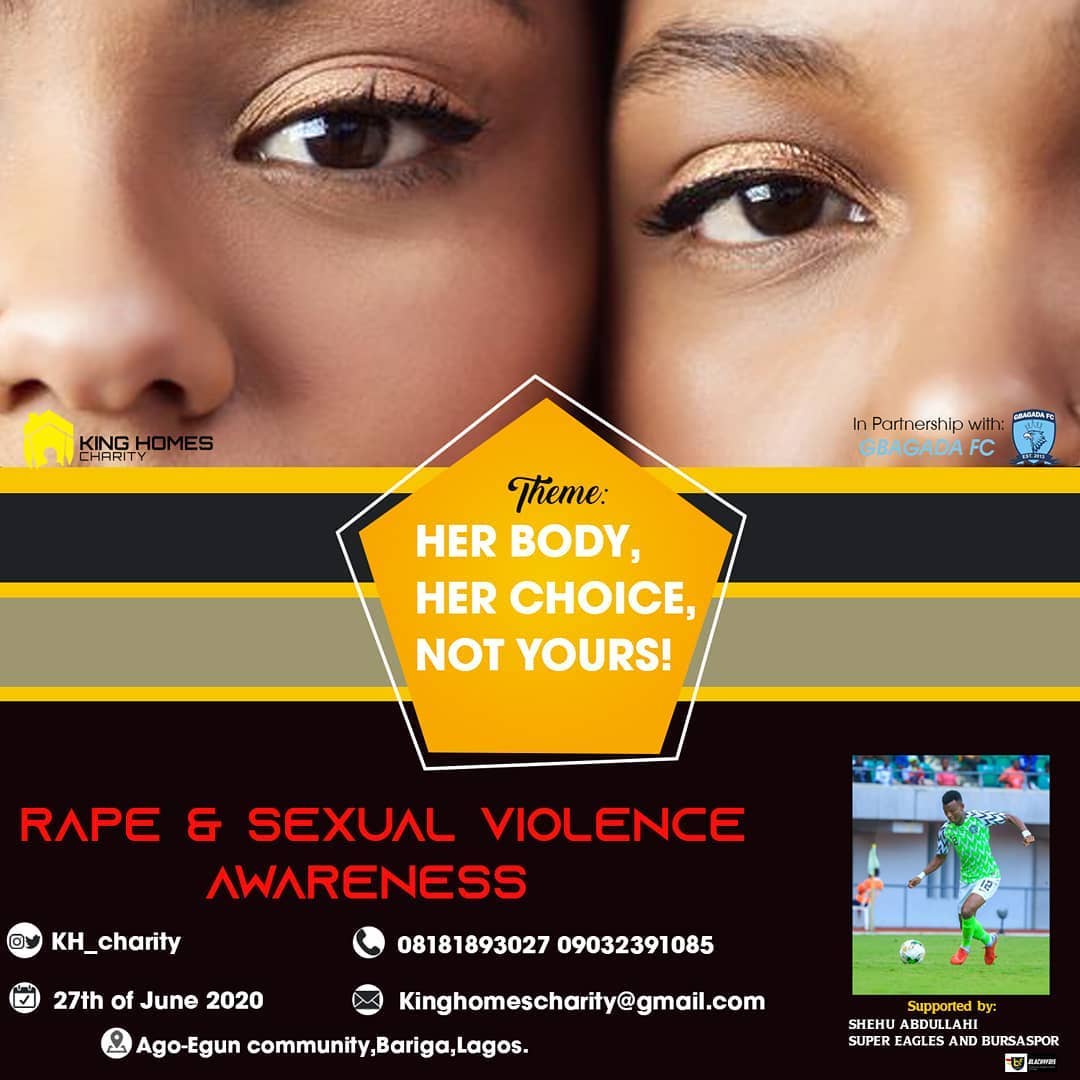 KING HOMES
CHARITY
In Partnership with:
GBAGADA FC
GBAGADA FC
EST. 2013
Theme:
HER BODY,
HER CHOICE,
NOT YOURS!
RAPE & SEXUAL VIOLENCE
AWARENESS
KH_charity
08181893027 09032391085
27th of June 2020
Kinghomescharity@gmail.com
Ago-Egun community,Bariga,Lagos.
12
Supported by:
SHEHU ABDULLAHI
SUPER EAGLES AND BURSASPOR